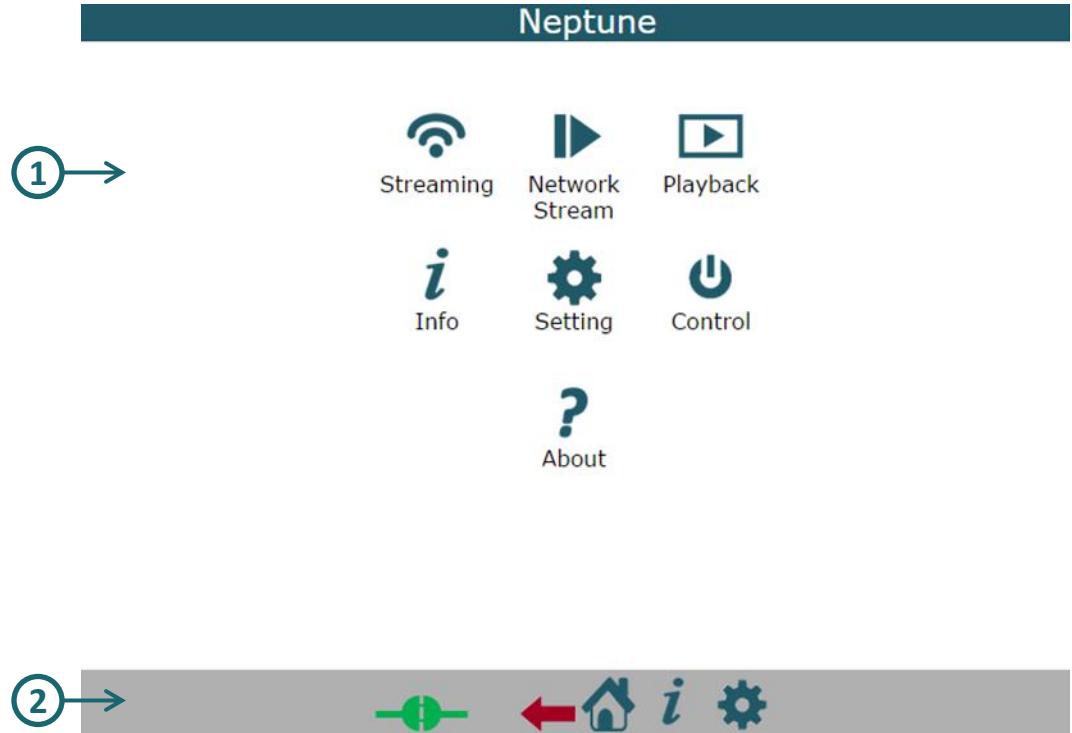 Neptune
1
Streaming
Network
Stream
Playback
Info
Setting
Control
About
2